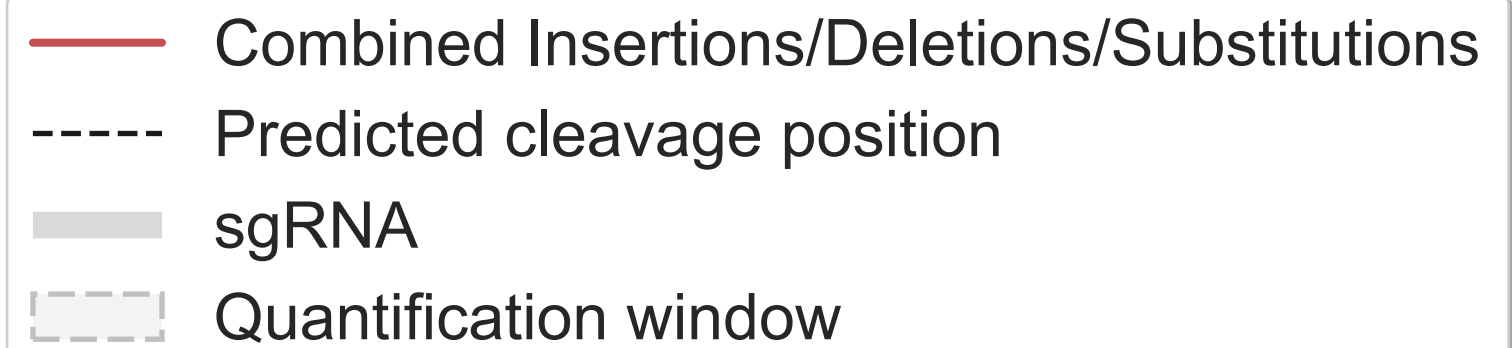 Combined Insertions/Deletions/Substitutions
Predicted cleavage position
sgRNA
Quantification window